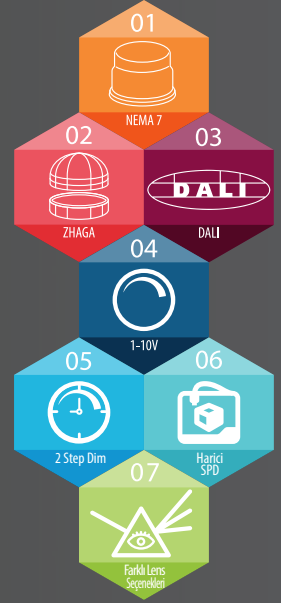 01
NEMA 7
02
ZHAGA
03
DALI
DALI
04
1-10V
05
2 Step Dim
06
Harici
SPD
07
Farklı Lens
Seçenekleri